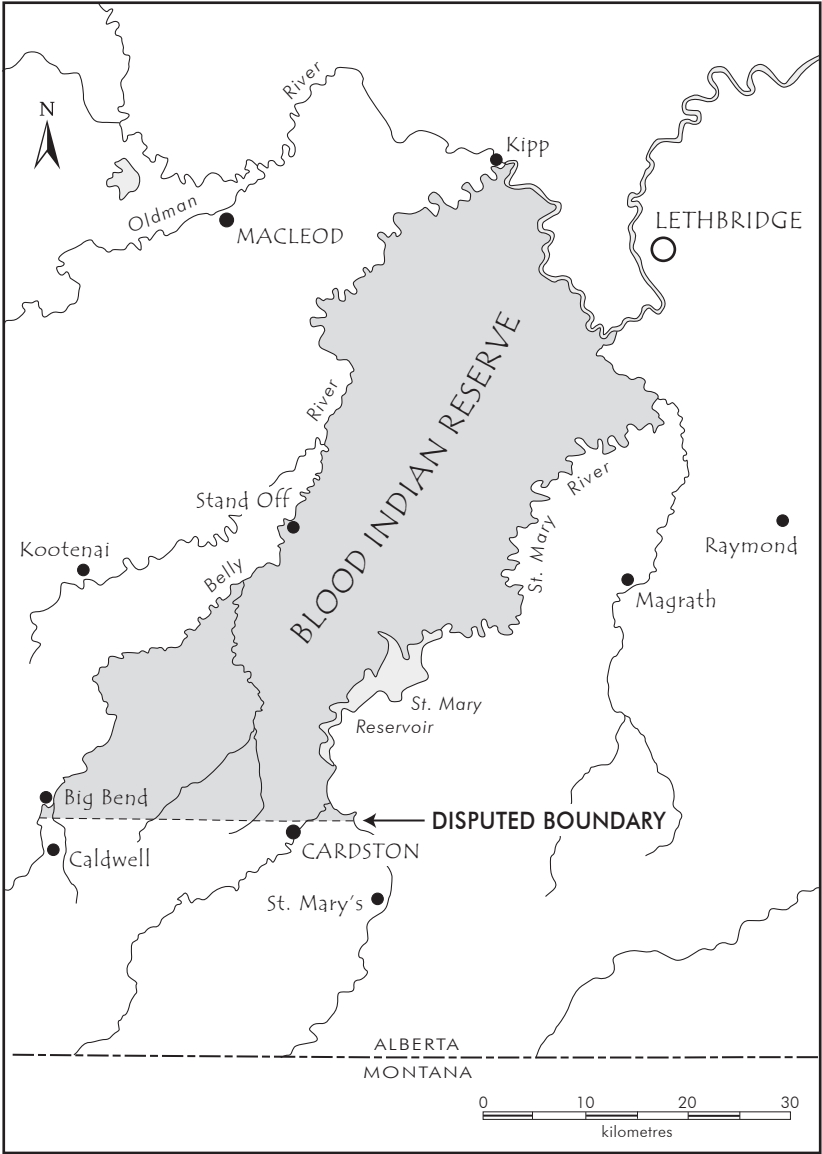 River
Kipp
N
Oldman
LETHBRIDGE
MACLEOD
BLOOD INDIAN RESERVE
River
River
Stand Off
St. Mary
Raymond
Kootenai
Belly
Magrath
St. Mary
Reservoir
Big Bend
DISPUTED BOUNDARY
Caldwell
CARDSTON
St. Mary's
ALBERTA
MONTANA
0 10 20 30
kilometres